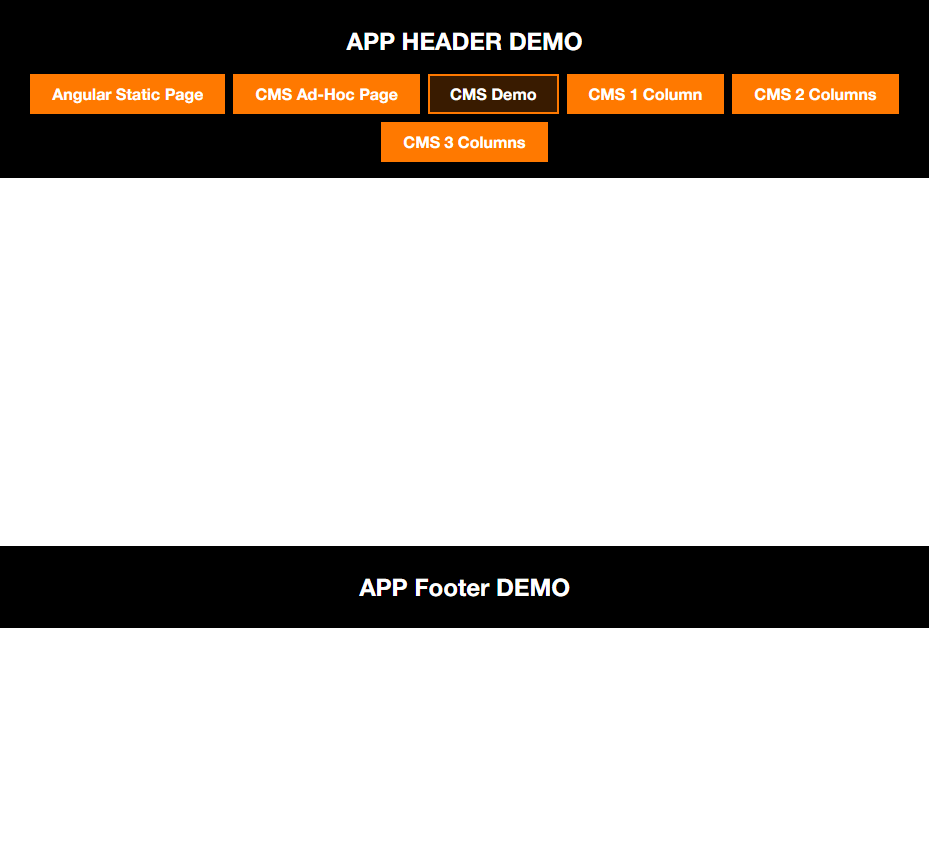 APP HEADER DEMO
Angular Static Page CMS Ad-Hoc Page CMS Demo CMS 1 Column CMS 2 Columns
CMS 3 Columns
APP Footer DEMO